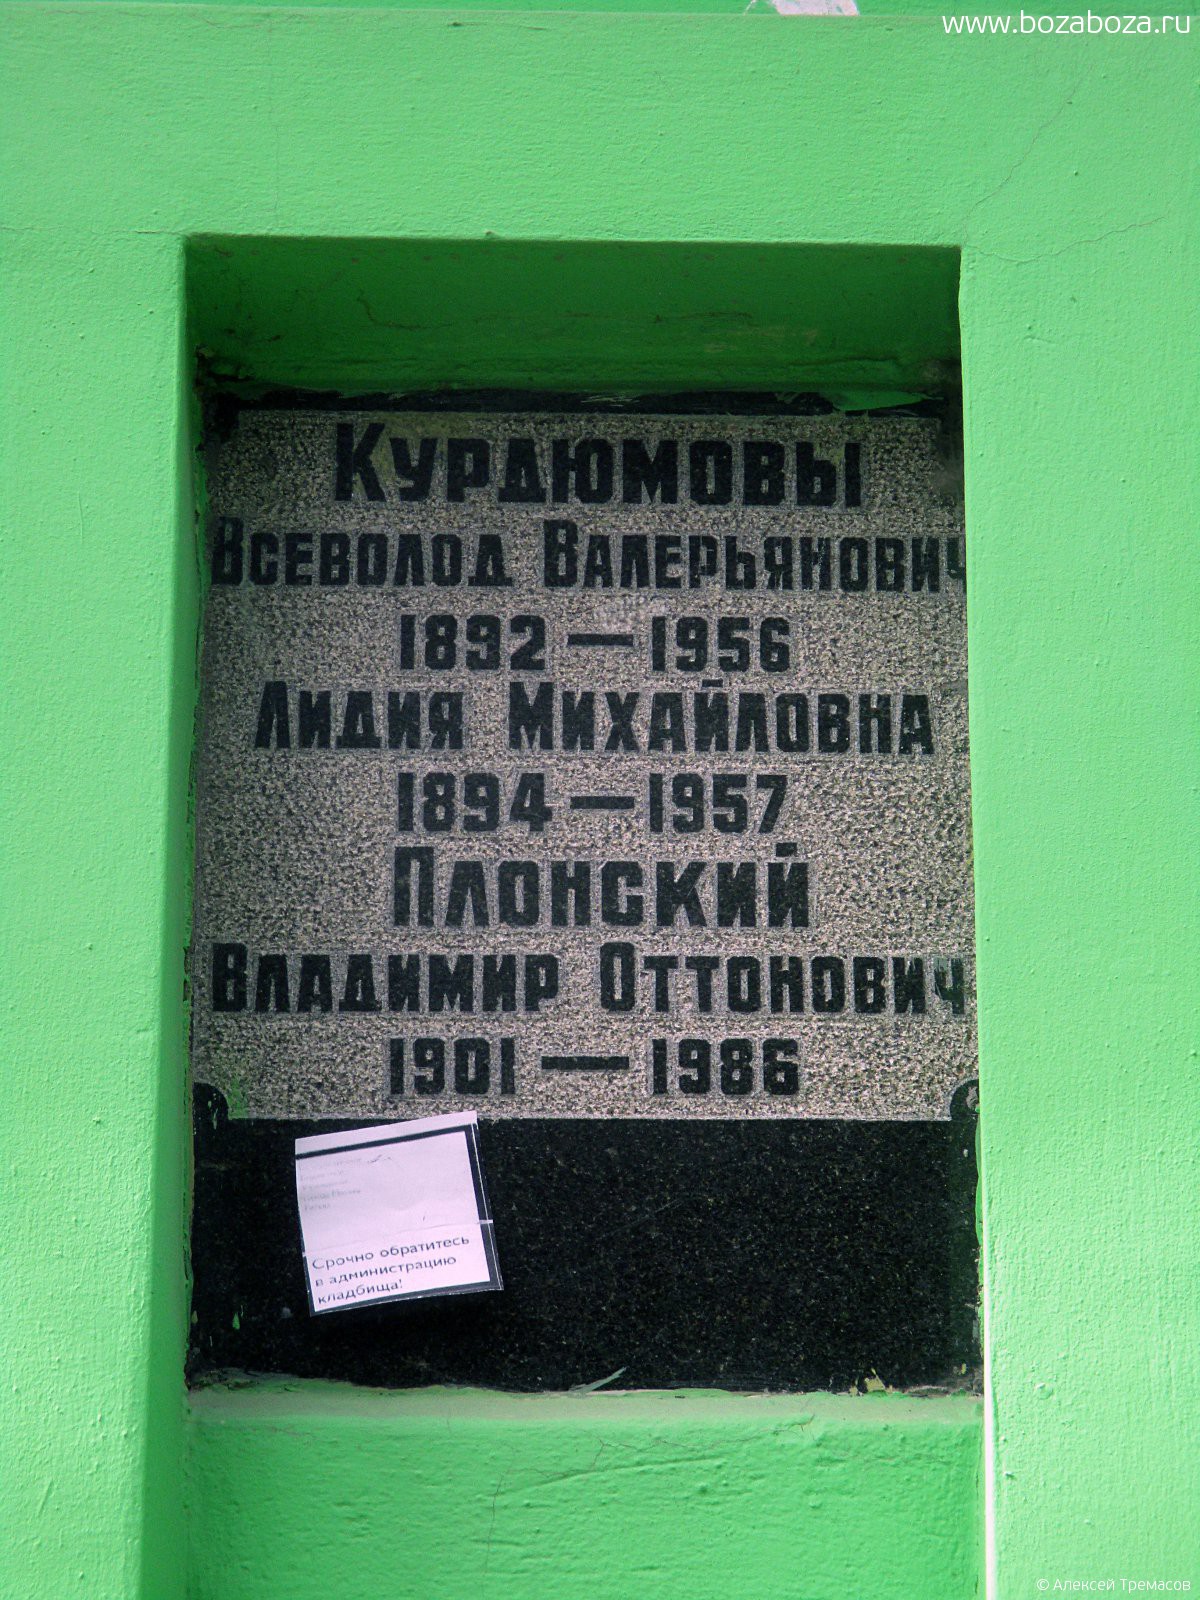 www.bozaboza.ru
Курдюмовы
Всеволод Валерьянович
1892 — 1956
Лидия Михайловна
1894 — 1957
Плонский
Владимир Оттонович
1901 — 1986
Срочно обратитесь
в администрацию
кладбища!
© Алексей Тремасов